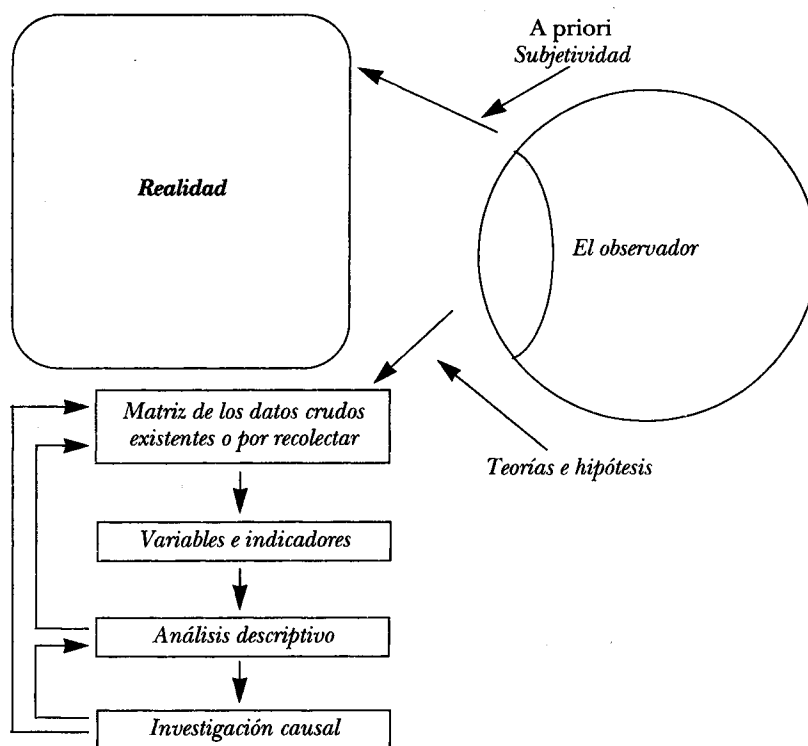 A priori
Subjetividad
Realidad
El observador
Matriz de los datos crudos
existentes o por recolectar
Teorías e hipótesis
Variables e indicadores
Análisis descriptivo
Investigación causal